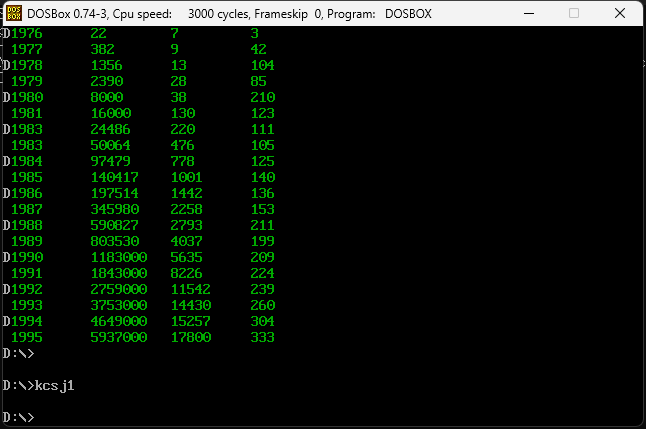 DOS
BOX
DOSBox 0.74-3, Cpu speed: 3000 cycles, Frameskip 0, Program: DOSBOX
D1976 22 7 3
1977 382 9 42
D1978 1356 13 104
1979 2390 28 85
D1980 8000 38 210
1981 16000 130 123
D1983 24486 220 111
1983 50064 476 105
D1984 97479 778 125
1985 140417 1001 140
D1986 197514 1442 136
1987 345980 2258 153
D1988 590827 2793 211
1989 803530 4037 199
D1990 1183000 5635 209
1991 1843000 8226 224
D1992 2759000 11542 239
1993 3753000 14430 260
D1994 4649000 15257 304
1995 5937000 17800 333
D:\>
D:\>kcsj1
D:\>